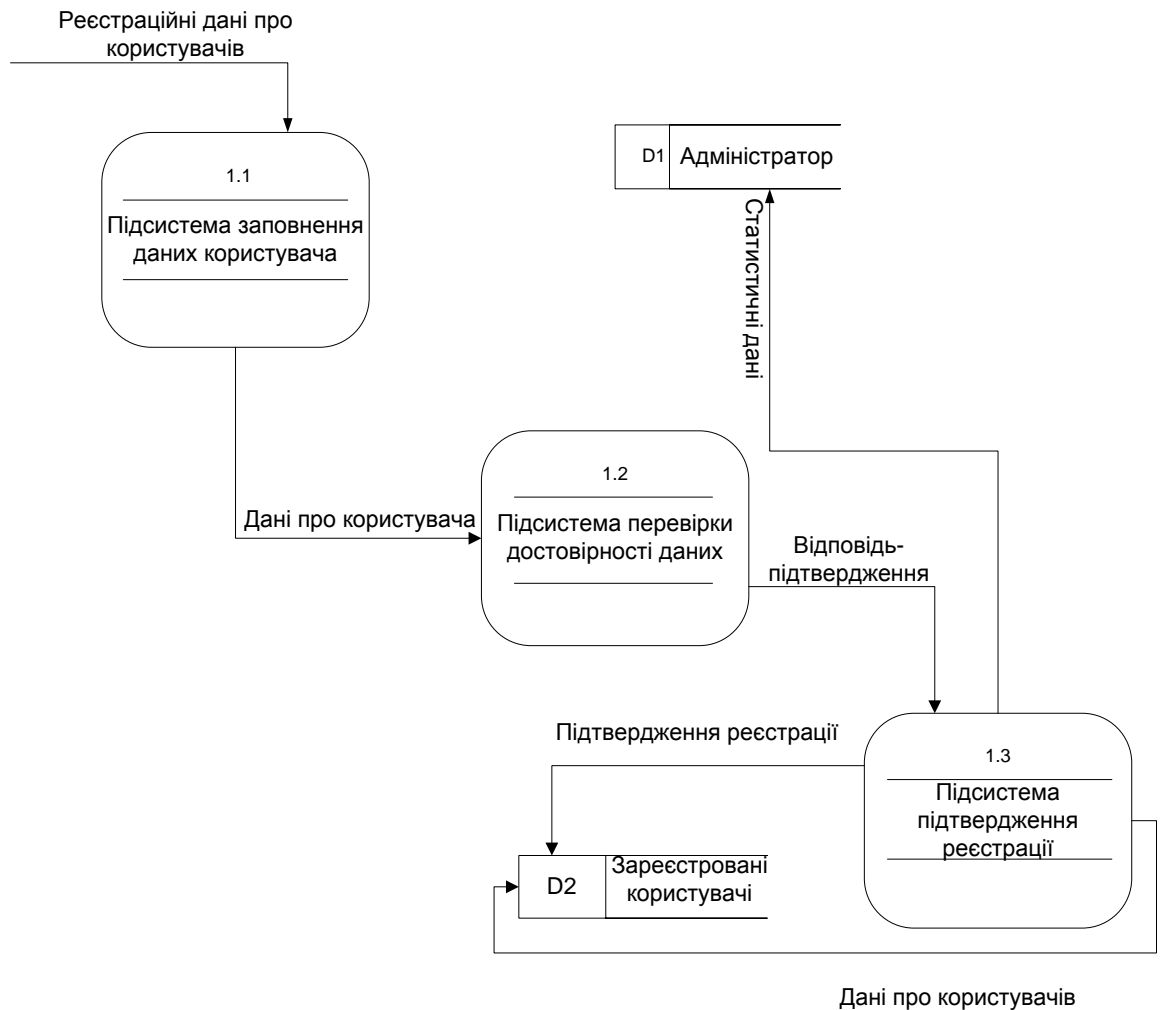 Реєстраційні дані про
користувачів
1.1
Підсистема заповнення
даних користувача
D1
Адміністратор
Статистичні дані
1.2
Підсистема перевірки
достовірності даних
Дані про користувача
Відповідь-
підтвердження
Підтвердження реєстрації
1.3
Підсистема
підтвердження
реєстрації
D2
Зареєстровані
користувачі
Дані про користувачів